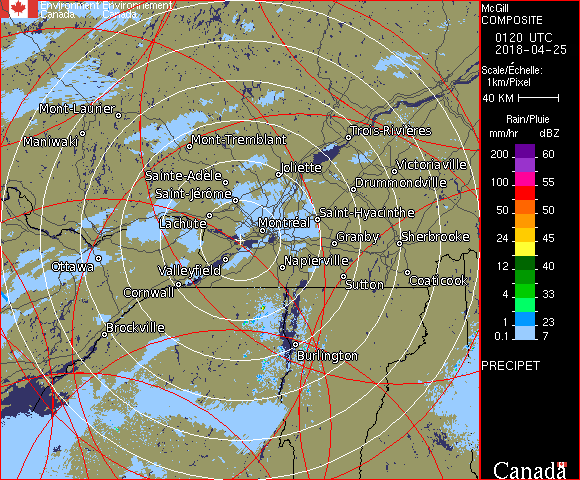 Environment Environnement
Canada Canada
McGill
COMPOSITE
0120 UTC
2018-04-25
Scale/Échelle:
1km/Pixel
40 KM
Rain/Pluie
mm/hr dBZ
200 60
150 57
100 55
50 50
24 45
12 40
4 33
1 23
0.1 7
PRECIPET
Canada
Mont-Laurier
Maniwaki
Mont-Tremblant
Trois-Rivières
Joliette
Victoriaville
Sainte-Adèle
Drummondville
Saint-Jérôme
Saint-Hyacinthe
Lachute
Montréal
Granby
Sherbrooke
Ottawa
Valleyfield
Napierville
Cornwall
Sutton
Coaticook
Brockville
Burlington